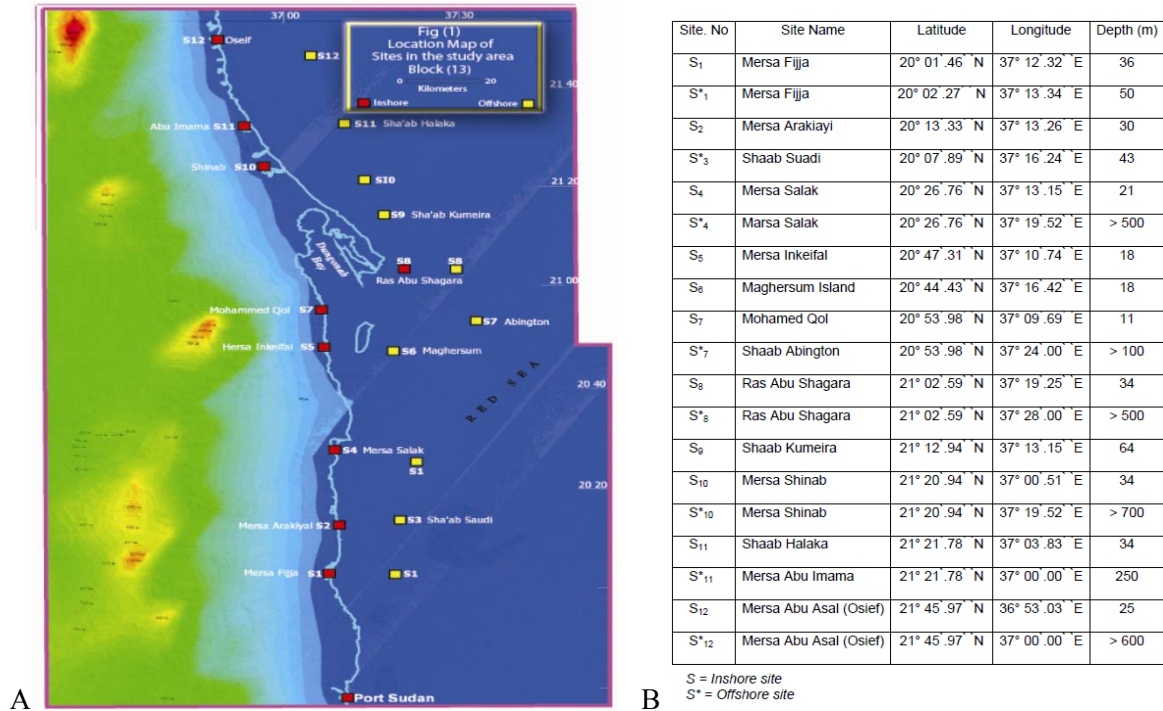 37 00
37 30
Fig (1)
Location Map of
Sites in the study area
Block (13)
0 20
Kilometers
Inshore Offshore
S12 Oseif
S12
21 40
Abu Imama S11
S11 Sha'ab Halaka
Shinab S10
SI0
21 20
S9 Sha'ab Kumeira
Dungonab
Bay
S8
S8
Ras Abu Shagara
21 00
Mohammed Qol S7
S7 Abington
Hersa Inkeifal S5
S6 Maghersum
RED SEA
20 40
S4 Mersa Salak
S1
20 20
Mersa Arakiyal S2
S3 Sha'ab Saudi
Mersa Fijja S1
S1
Port Sudan
A
Site. No Site Name Latitude Longitude Depth (m)
S1 Mersa Fijja 20° 01`.46``N 37° 12`.32``E 36
S*1 Mersa Fijja 20° 02`.27``N 37° 13`.34``E 50
S2 Mersa Arakiayi 20° 13`.33``N 37° 13`.26``E 30
S*3 Shaab Suadi 20° 07`.89``N 37° 16`.24``E 43
S4 Mersa Salak 20° 26`.76``N 37° 13`.15``E 21
S*4 Marsa Salak 20° 26`.76``N 37° 19`.52``E > 500
S5 Mersa Inkeifal 20° 47`.31``N 37° 10`.74``E 18
S6 Maghersum Island 20° 44`.43``N 37° 16`.42``E 18
S7 Mohamed Qol 20° 53`.98``N 37° 09`.69``E 11
S*7 Shaab Abington 20° 53`.98``N 37° 24`.00``E > 100
S8 Ras Abu Shagara 21° 02`.59``N 37° 19`.25``E 34
S*8 Ras Abu Shagara 21° 02`.59``N 37° 28`.00``E > 500
S9 Shaab Kumeira 21° 12`.94``N 37° 13`.15``E 64
S10 Mersa Shinab 21° 20`.94``N 37° 00`.51``E 34
S*10 Mersa Shinab 21° 20`.94``N 37° 19`.52``E > 700
S11 Shaab Halaka 21° 21`.78``N 37° 03`.83``E 34
S*11 Mersa Abu Imama 21° 21`.78``N 37° 00`.00``E 250
S12 Mersa Abu Asal (Osief) 21° 45`.97``N 36° 53`.03``E 25
S*12 Mersa Abu Asal (Osief) 21° 45`.97``N 37° 00`.00``E > 600
S = Inshore site
S* = Offshore site
B